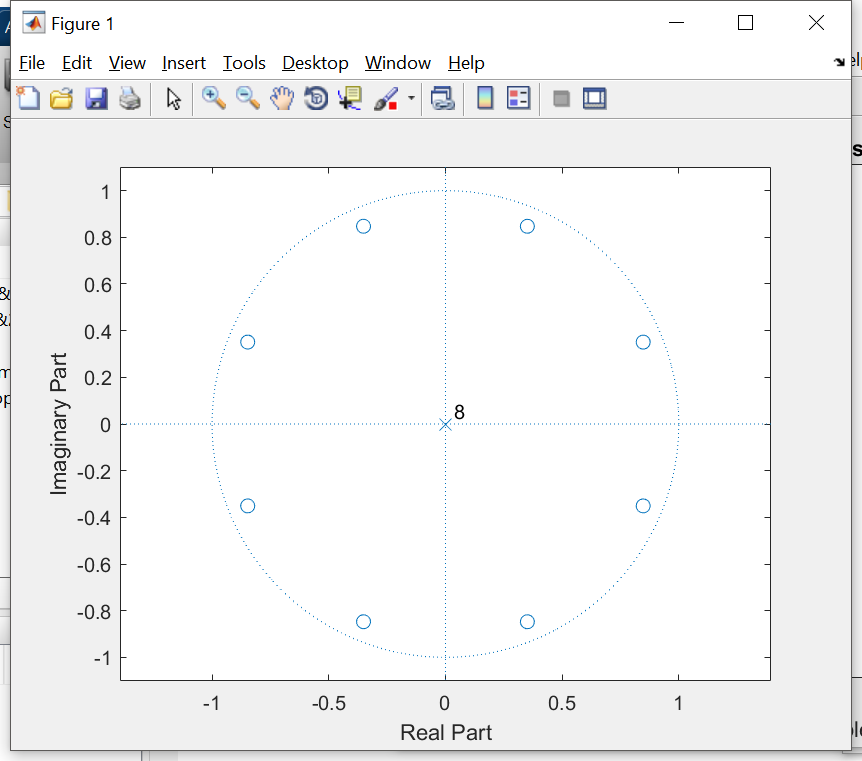 Figure 1
File Edit View Insert Tools Desktop Window Help
1
0.8
0.6
0.4
0.2
0
-0.2
-0.4
-0.6
-0.8
-1
Imaginary Part
8
-1 -0.5 0 0.5 1
Real Part